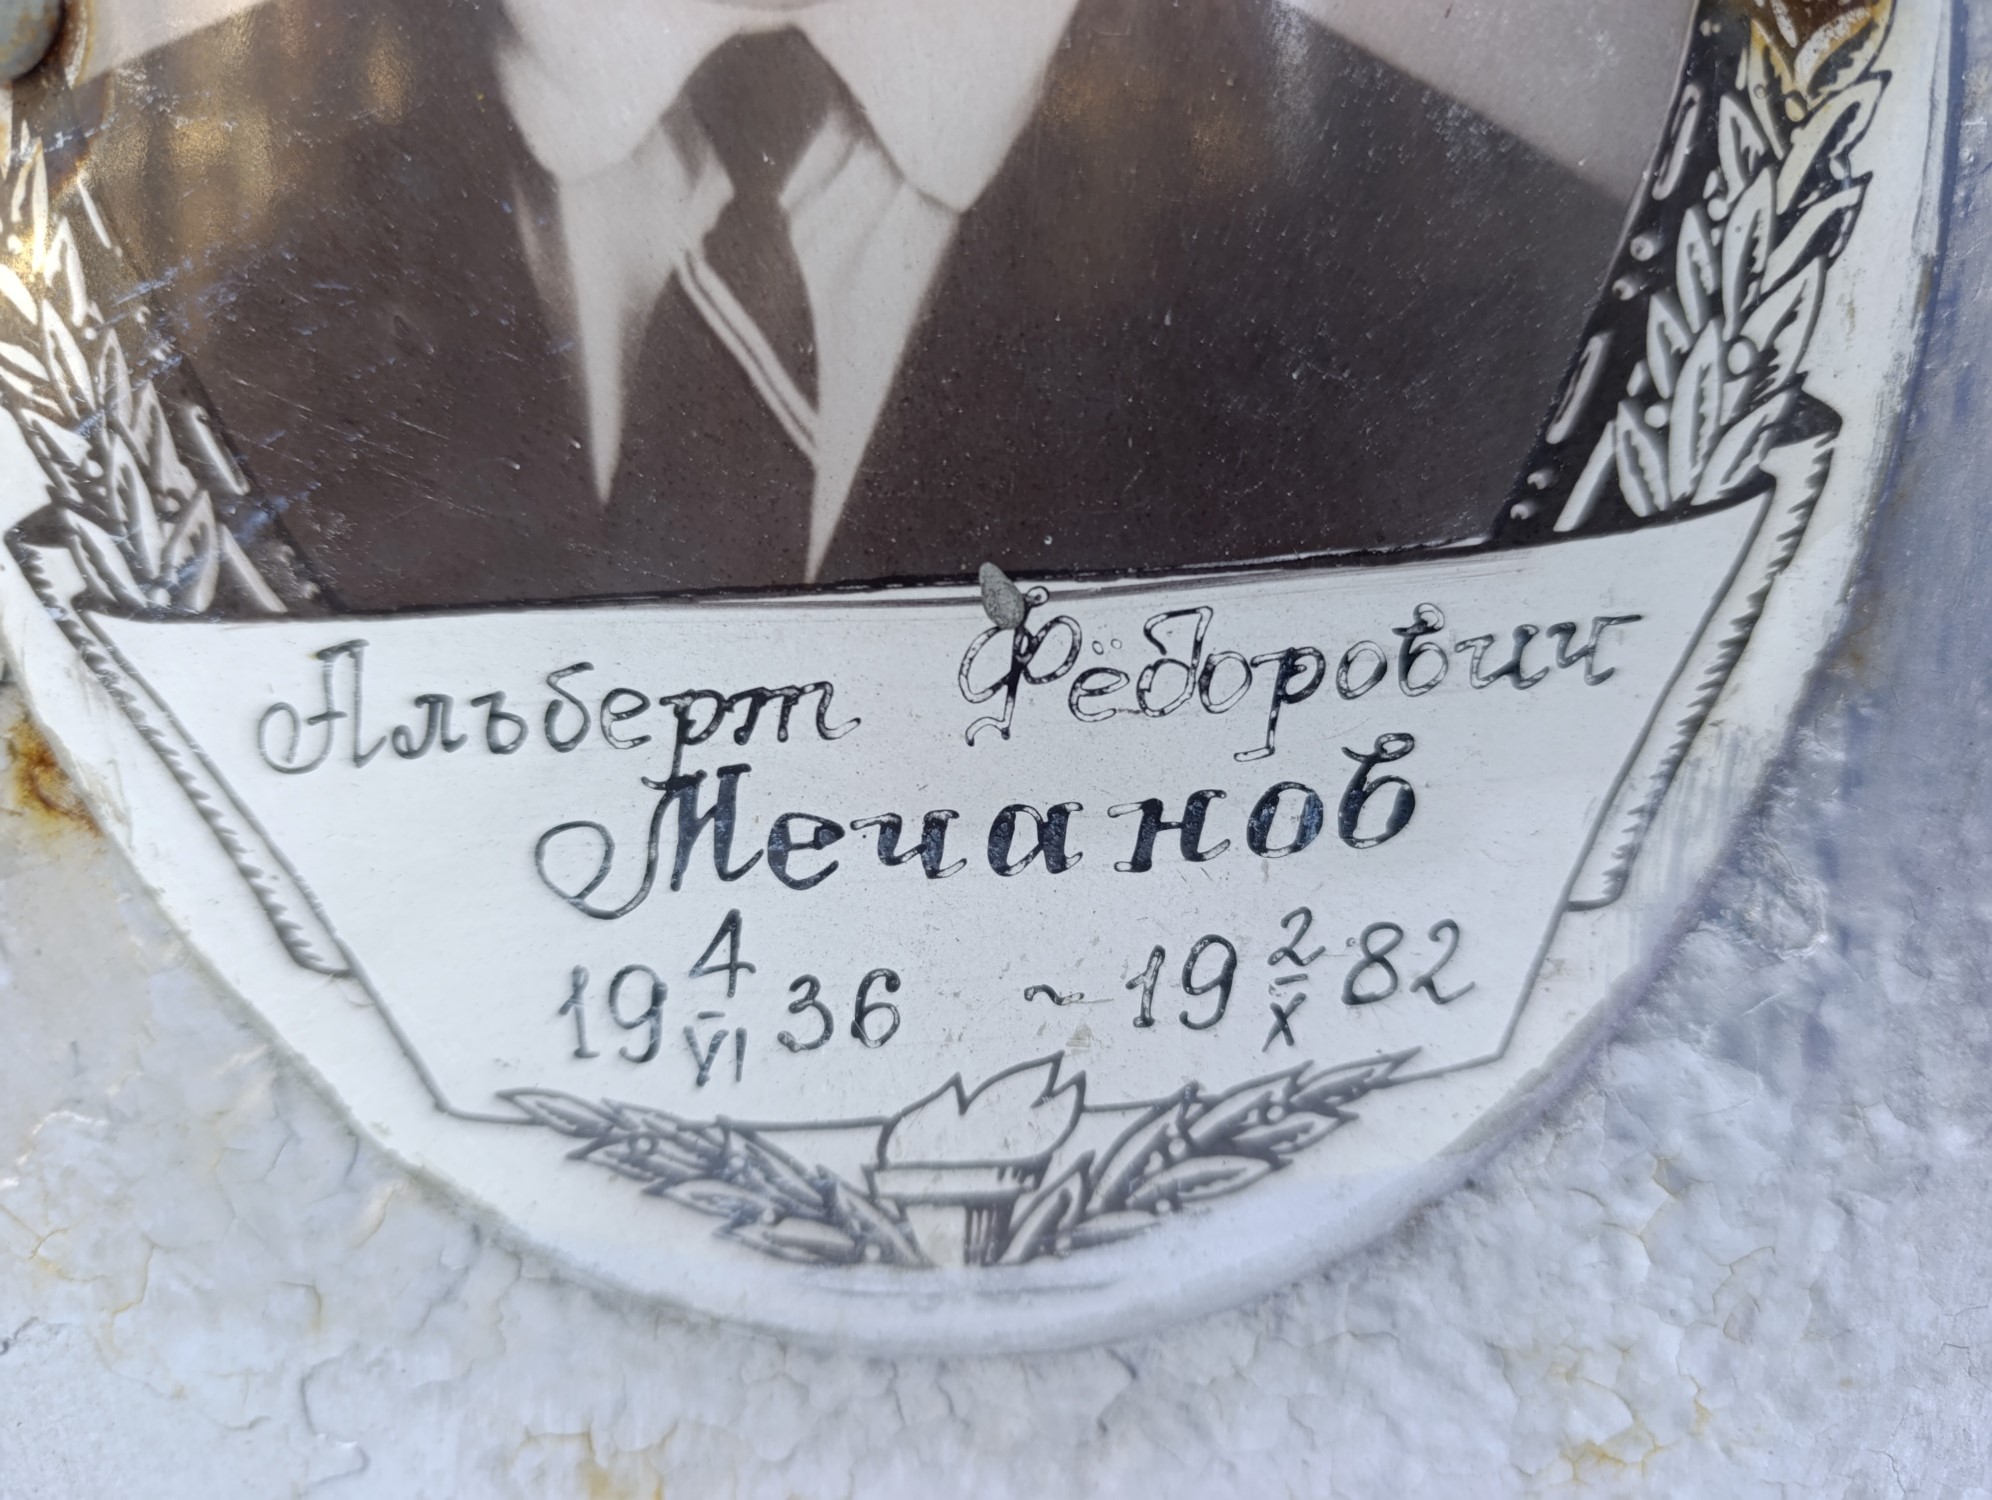 Альберт Фёдорович
Мечанов
19 4/VI 36 ~ 19 2/X 82